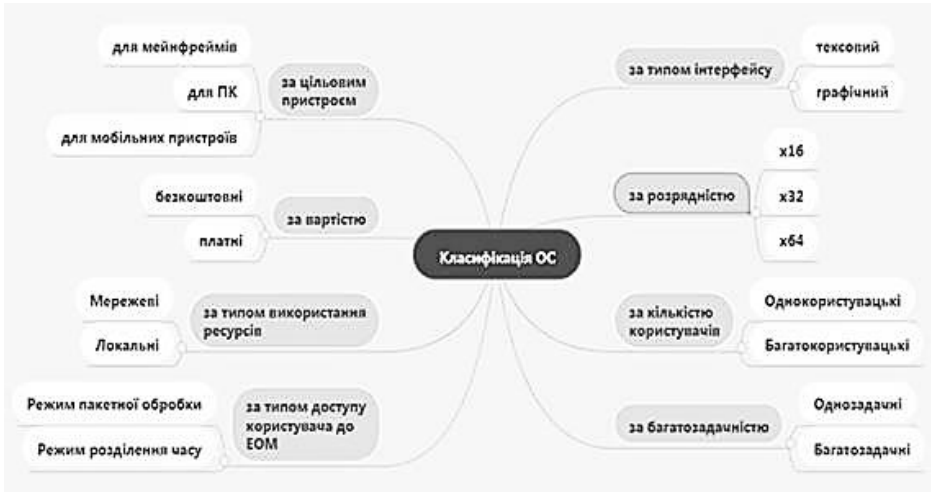 Класифікація ОС
за цільовим
пристроєм
для мейнфреймів
для ПК
для мобільних пристроїв
за вартістю
безкоштовні
платні
за типом використання
ресурсів
Мережеві
Локальні
за типом доступу
користувача до
ЕОМ
Режим пакетної обробки
Режим розділення часу
за типом інтерфейсу
тексовий
графічний
за розрядністю
x16
x32
x64
за кількістю
користувачів
Однокористувацькі
Багатокористувацькі
за багатозадачністю
Однозадачні
Багатозадачні